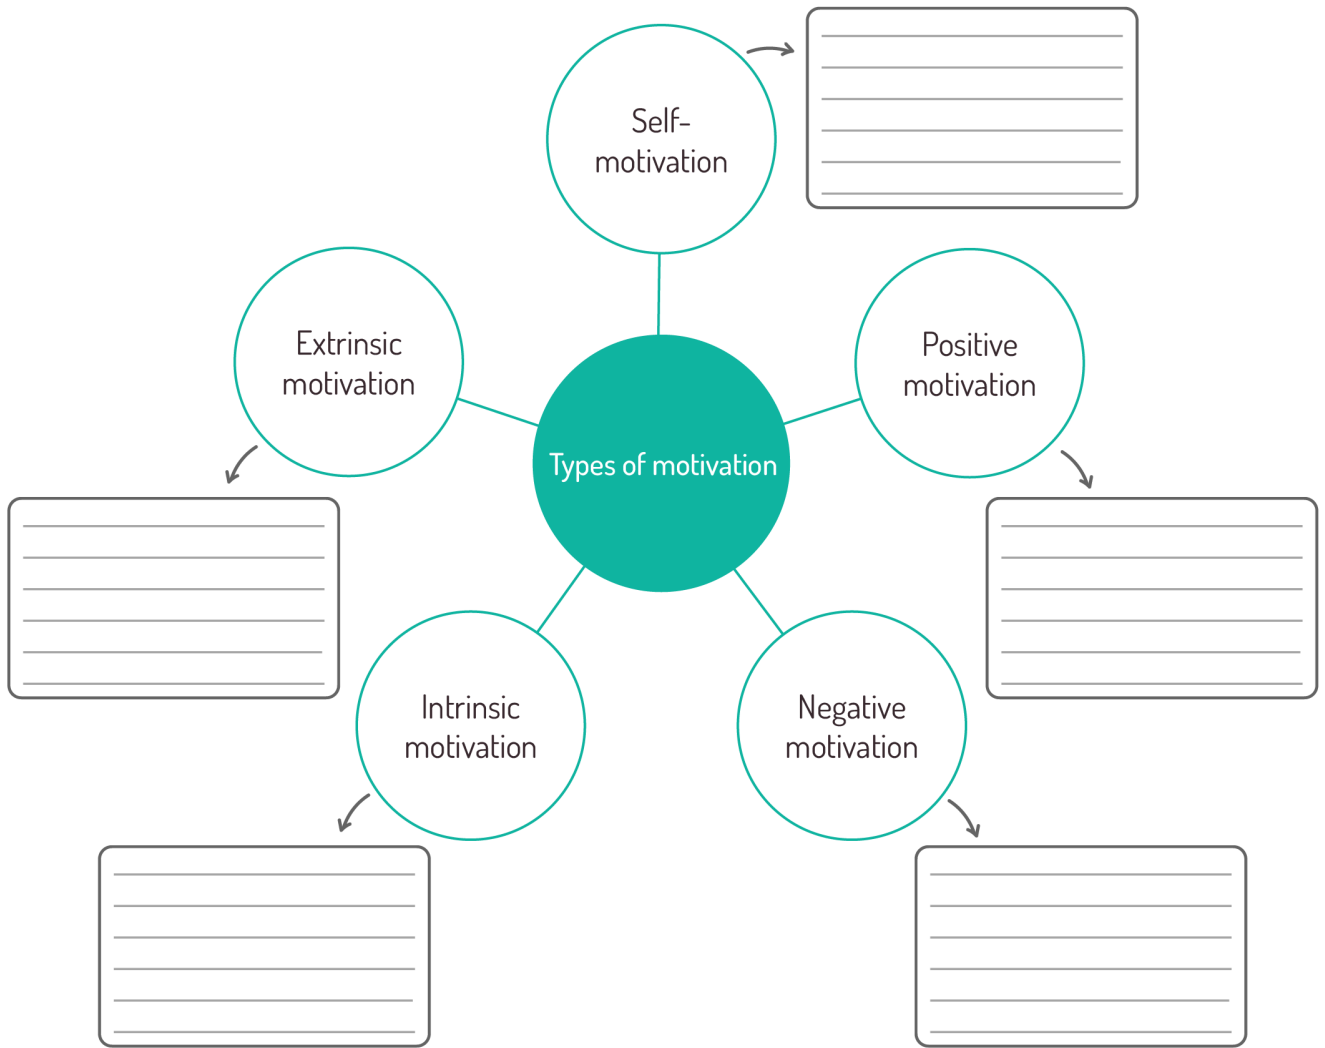 Self-
motivation
Extrinsic
motivation
Positive
motivation
Types of motivation
Intrinsic
motivation
Negative
motivation